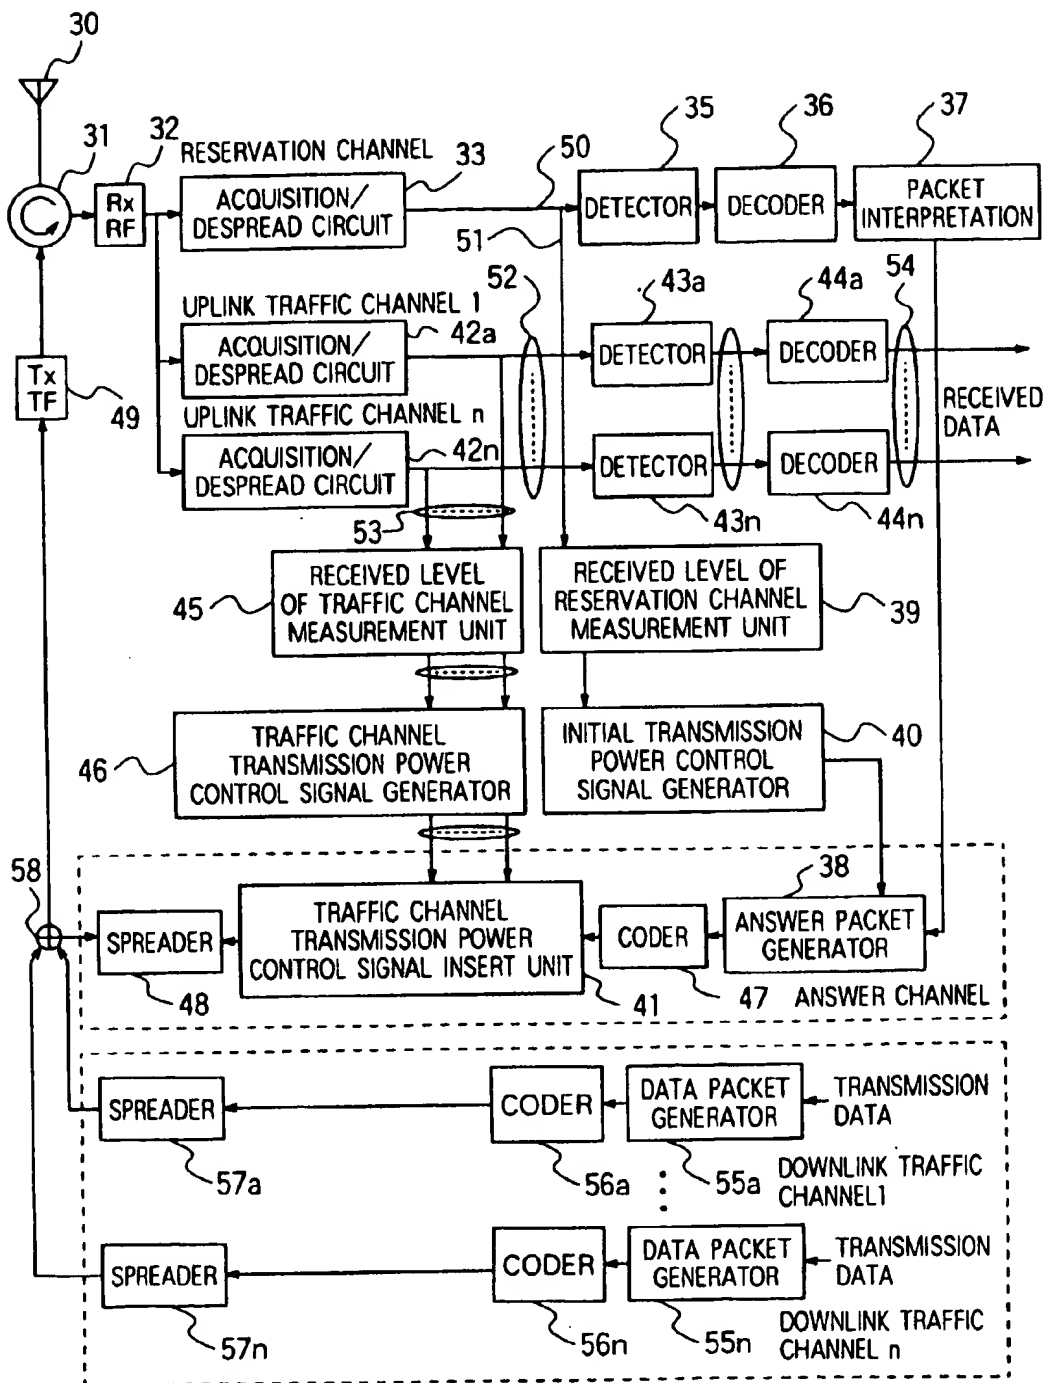 30
31
32
RESERVATION CHANNEL
33
50
35
36
37
Rx
RF
ACQUISITION/
DESPREAD CIRCUIT
DETECTOR
DECODER
PACKET
INTERPRETATION
51
UPLINK TRAFFIC CHANNEL 1
42a
52
43a
44a
54
ACQUISITION/
DESPREAD CIRCUIT
DETECTOR
DECODER
Tx
TF
49
UPLINK TRAFFIC CHANNEL n
42n
RECEIVED
DATA
ACQUISITION/
DESPREAD CIRCUIT
DETECTOR
DECODER
53
43n
44n
45
RECEIVED LEVEL
OF TRAFFIC CHANNEL
MEASUREMENT UNIT
RECEIVED LEVEL OF
RESERVATION CHANNEL
MEASUREMENT UNIT
39
46
TRAFFIC CHANNEL
TRANSMISSION POWER
CONTROL SIGNAL GENERATOR
INITIAL TRANSMISSION
POWER CONTROL
SIGNAL GENERATOR
40
58
38
SPREADER
TRAFFIC CHANNEL
TRANSMISSION POWER
CONTROL SIGNAL INSERT UNIT
CODER
ANSWER PACKET
GENERATOR
48
41
47
ANSWER CHANNEL
SPREADER
CODER
DATA PACKET
GENERATOR
TRANSMISSION
DATA
57a
56a
55a
DOWNLINK TRAFFIC
CHANNEL1
SPREADER
CODER
DATA PACKET
GENERATOR
TRANSMISSION
DATA
57n
56n
55n
DOWNLINK TRAFFIC
CHANNEL n